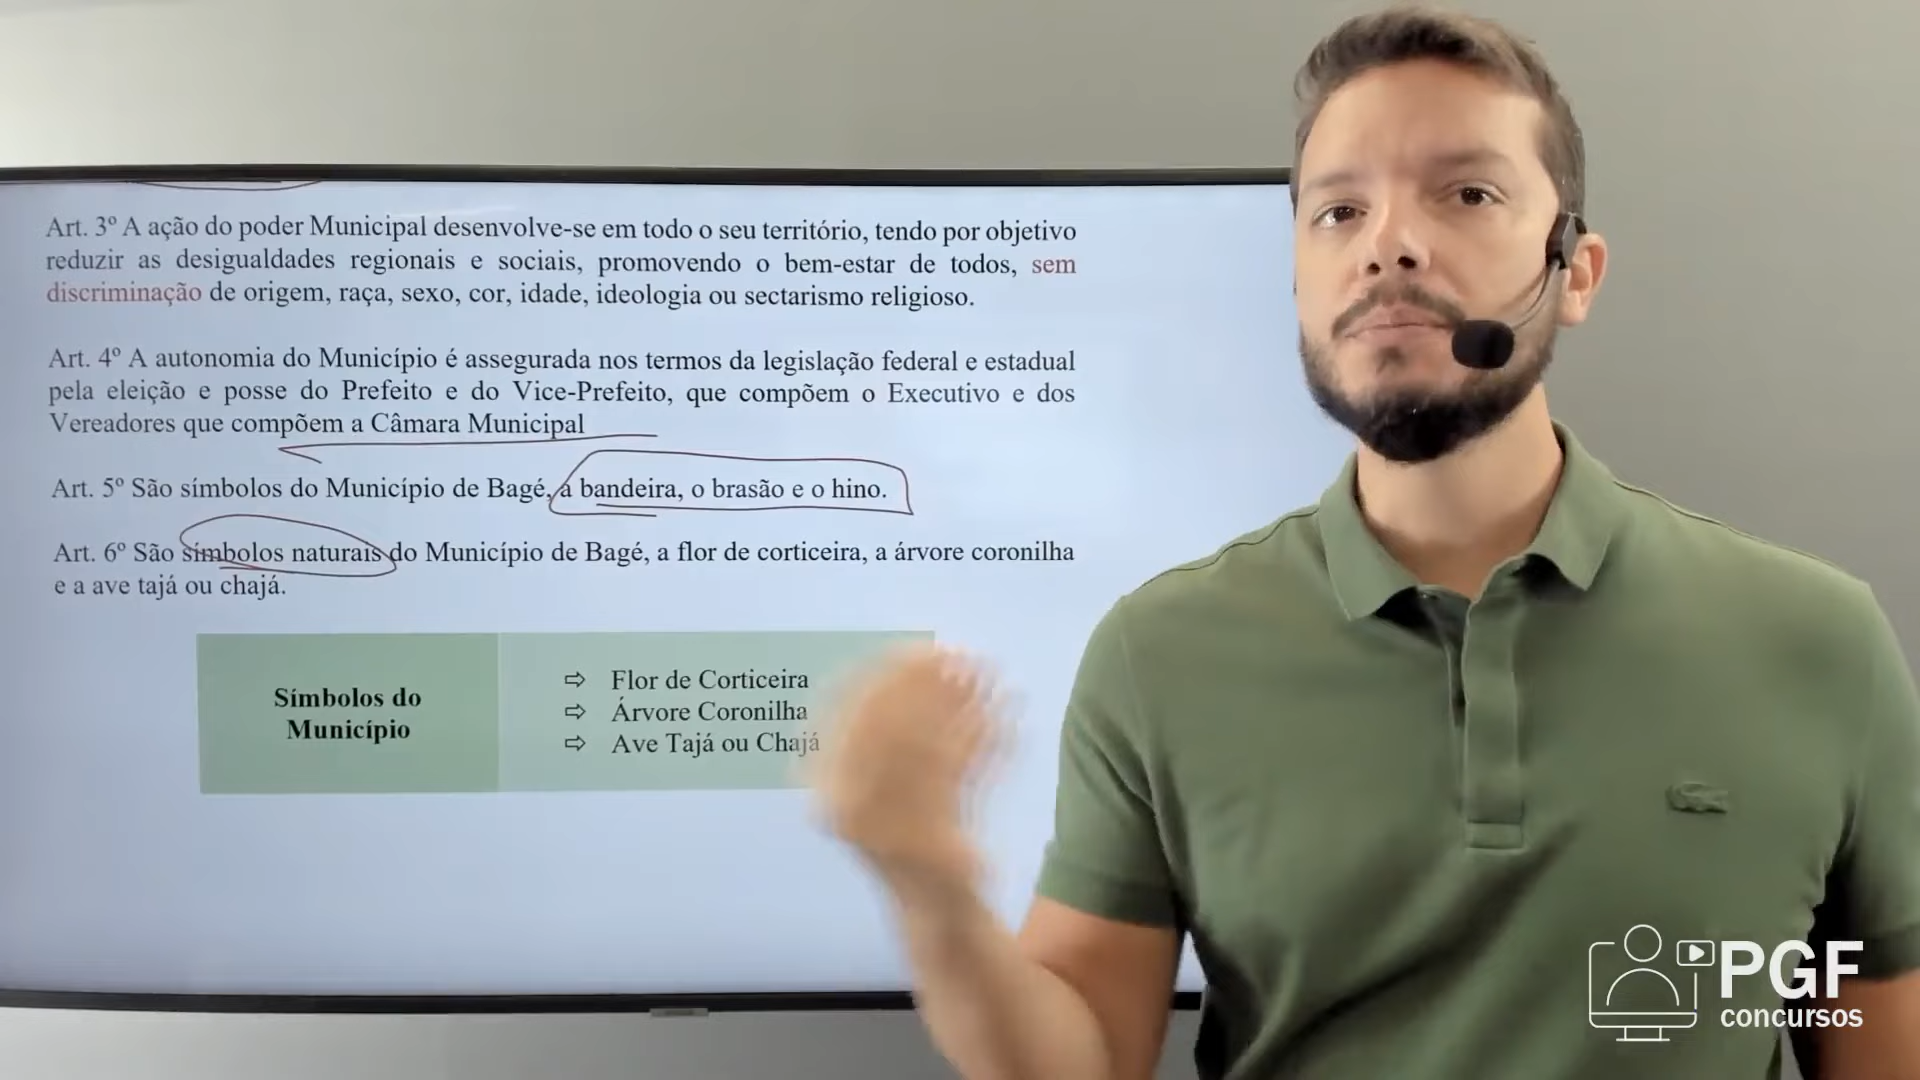 Art. 3º A ação do poder Municipal desenvolve-se em todo o seu território, tendo por objetivo
reduzir as desigualdades regionais e sociais, promovendo o bem-estar de todos, sem
discriminação de origem, raça, sexo, cor, idade, ideologia ou sectarismo religioso.
Art. 4º A autonomia do Município é assegurada nos termos da legislação federal e estadual
pela eleição e posse do Prefeito e do Vice-Prefeito, que compõem o Executivo e dos
Vereadores que compõem a Câmara Municipal
Art. 5º São símbolos do Município de Bagé, a bandeira, o brasão e o hino.
Art. 6º São símbolos naturais do Município de Bagé, a flor de corticeira, a árvore coronilha
e a ave tajá ou chajá.
Símbolos do
Município
⇨ Flor de Corticeira
⇨ Árvore Coronilha
⇨ Ave Tajá ou Chajá
PGF
concursos